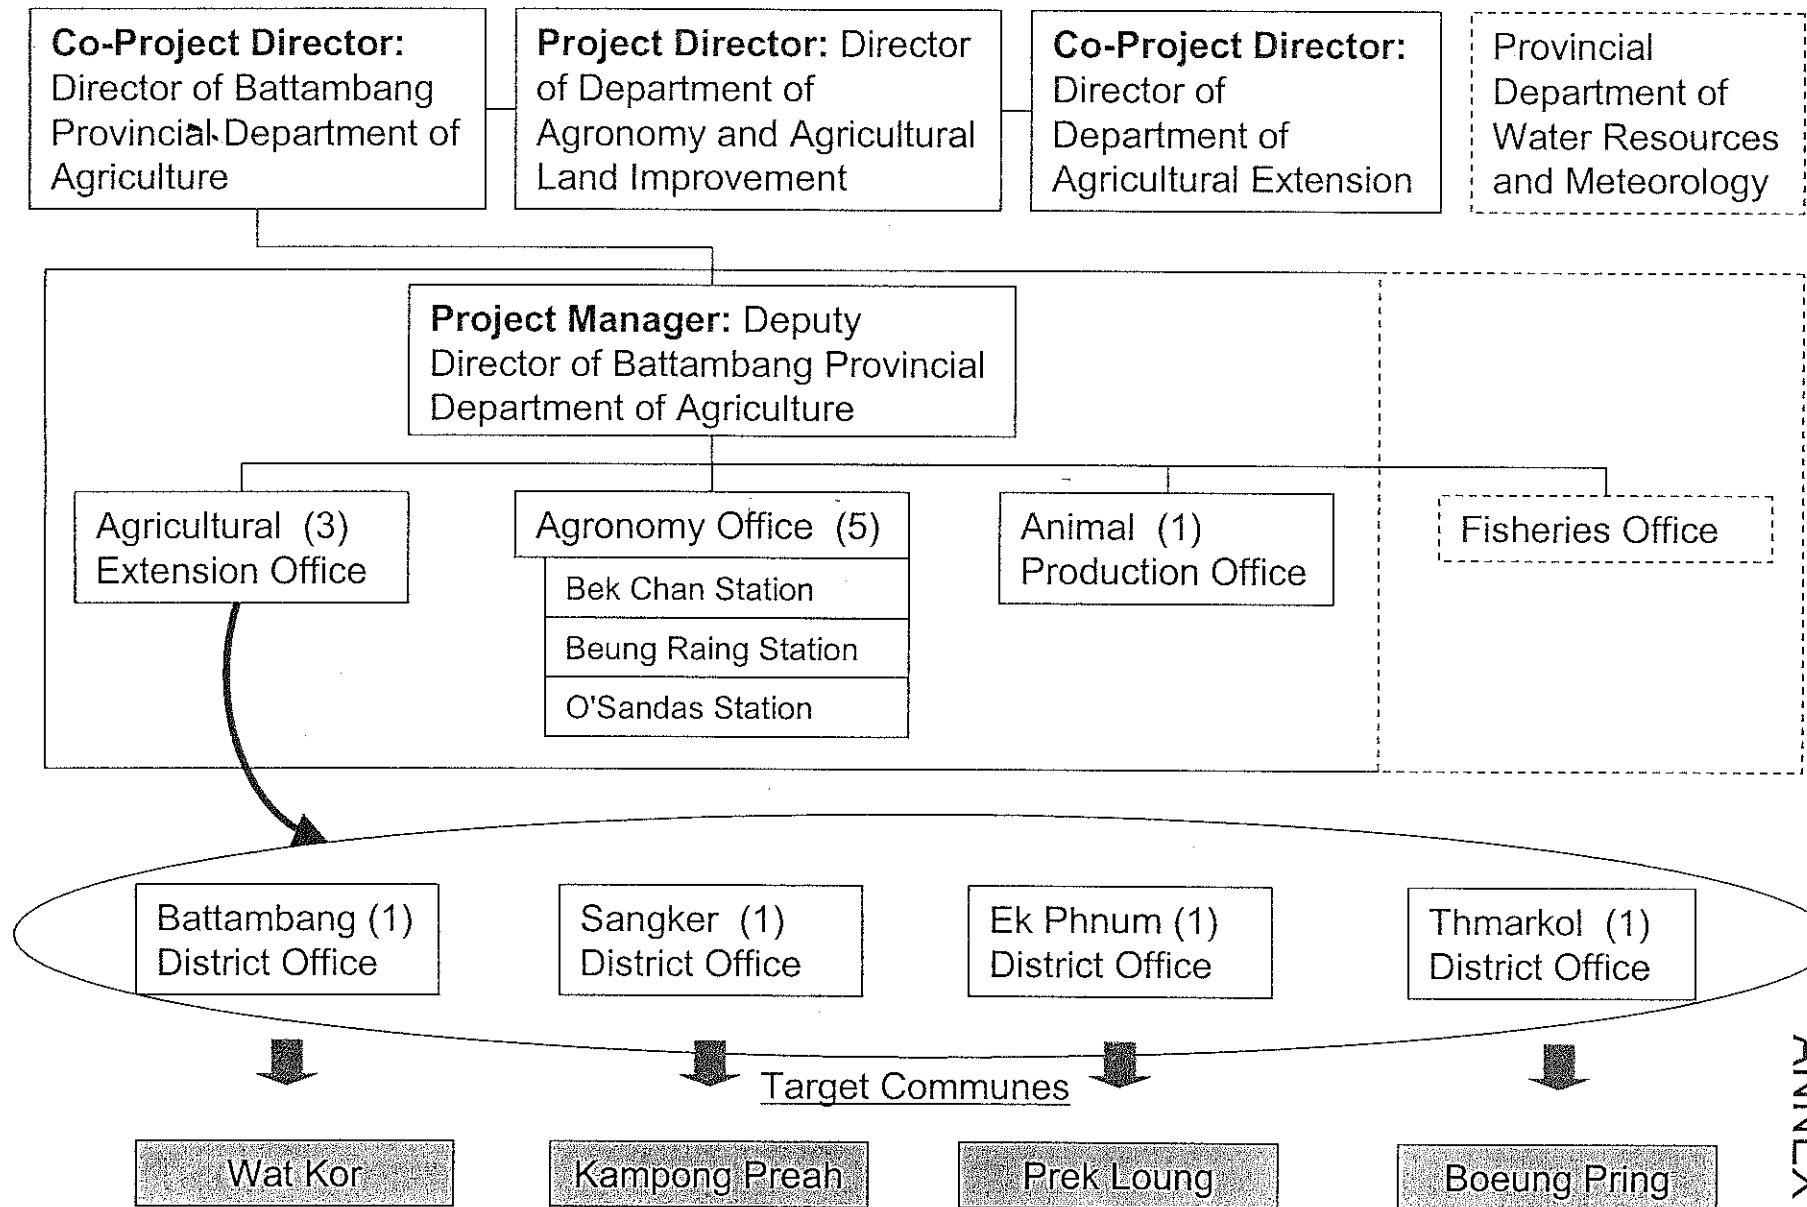 Co-Project Director:
Director of Battambang
Provincial Department of
Agriculture
Project Director: Director
of Department of
Agronomy and Agricultural
Land Improvement
Co-Project Director:
Director of
Department of
Agricultural Extension
Provincial
Department of
Water Resources
and Meteorology
Project Manager: Deputy
Director of Battambang Provincial
Department of Agriculture
Agricultural (3)
Extension Office
Agronomy Office (5)
Bek Chan Station
Beung Raing Station
O'Sandas Station
Animal (1)
Production Office
Fisheries Office
Battambang (1)
District Office
Sangker (1)
District Office
Ek Phnum (1)
District Office
Thmarkol (1)
District Office
Target Communes
Wat Kor
Kampong Preah
Prek Loung
Boeung Pring
ANNEX